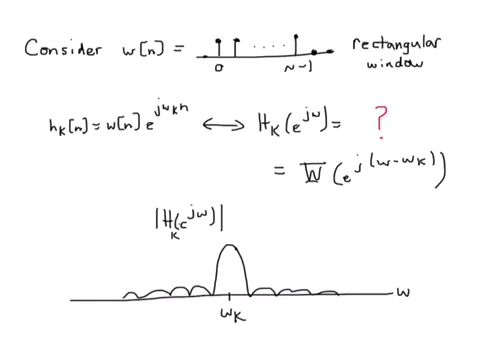 Consider w[n] = rectangular
0 .... N-1 window
h_k[n] = w[n] e^{jω_k n} ↔ H_k(e^{jω}) = ?
= W(e^{j(ω-ω_k)})
|H_k(e^{jω})|
ω
ω_k